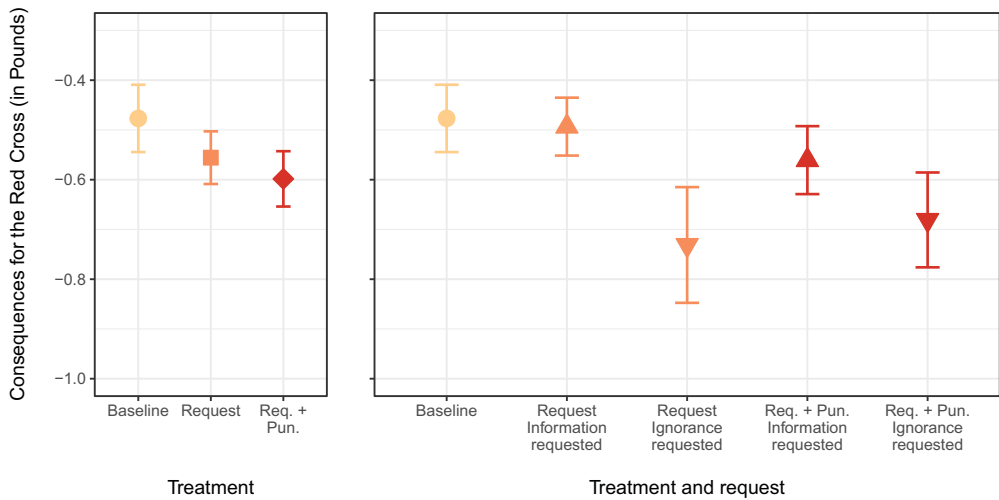 Consequences for the Red Cross (in Pounds)
−0.4
−0.6
−0.8
−1.0
Baseline
Request
Req. +
Pun.
Treatment
Baseline
Request
Information
requested
Request
Ignorance
requested
Req. + Pun.
Information
requested
Req. + Pun.
Ignorance
requested
Treatment and request